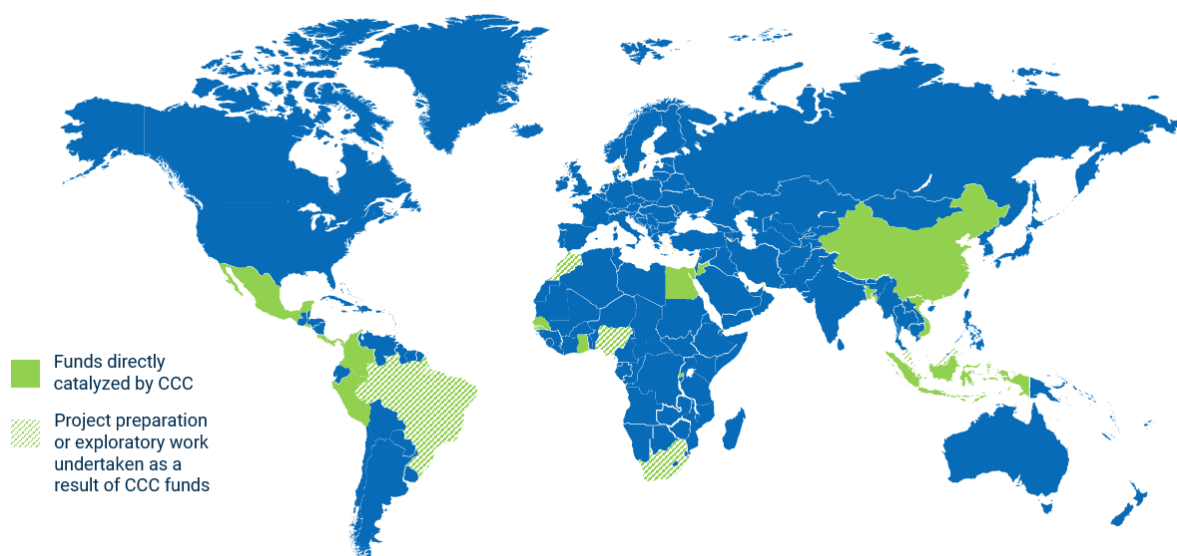 Funds directly
catalyzed by CCC
Project preparation
or exploratory work
undertaken as a
result of CCC funds